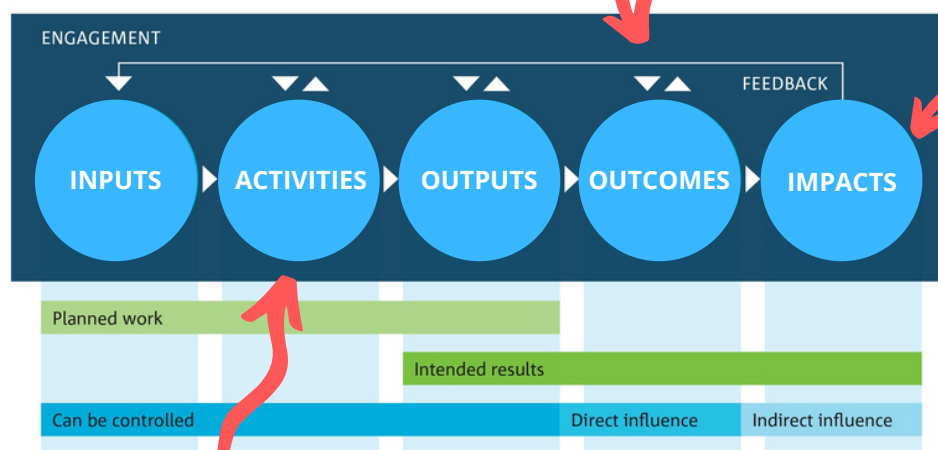 ENGAGEMENT
FEEDBACK
INPUTS ACTIVITIES OUTPUTS OUTCOMES IMPACTS
Planned work
Intended results
Can be controlled Direct influence Indirect influence